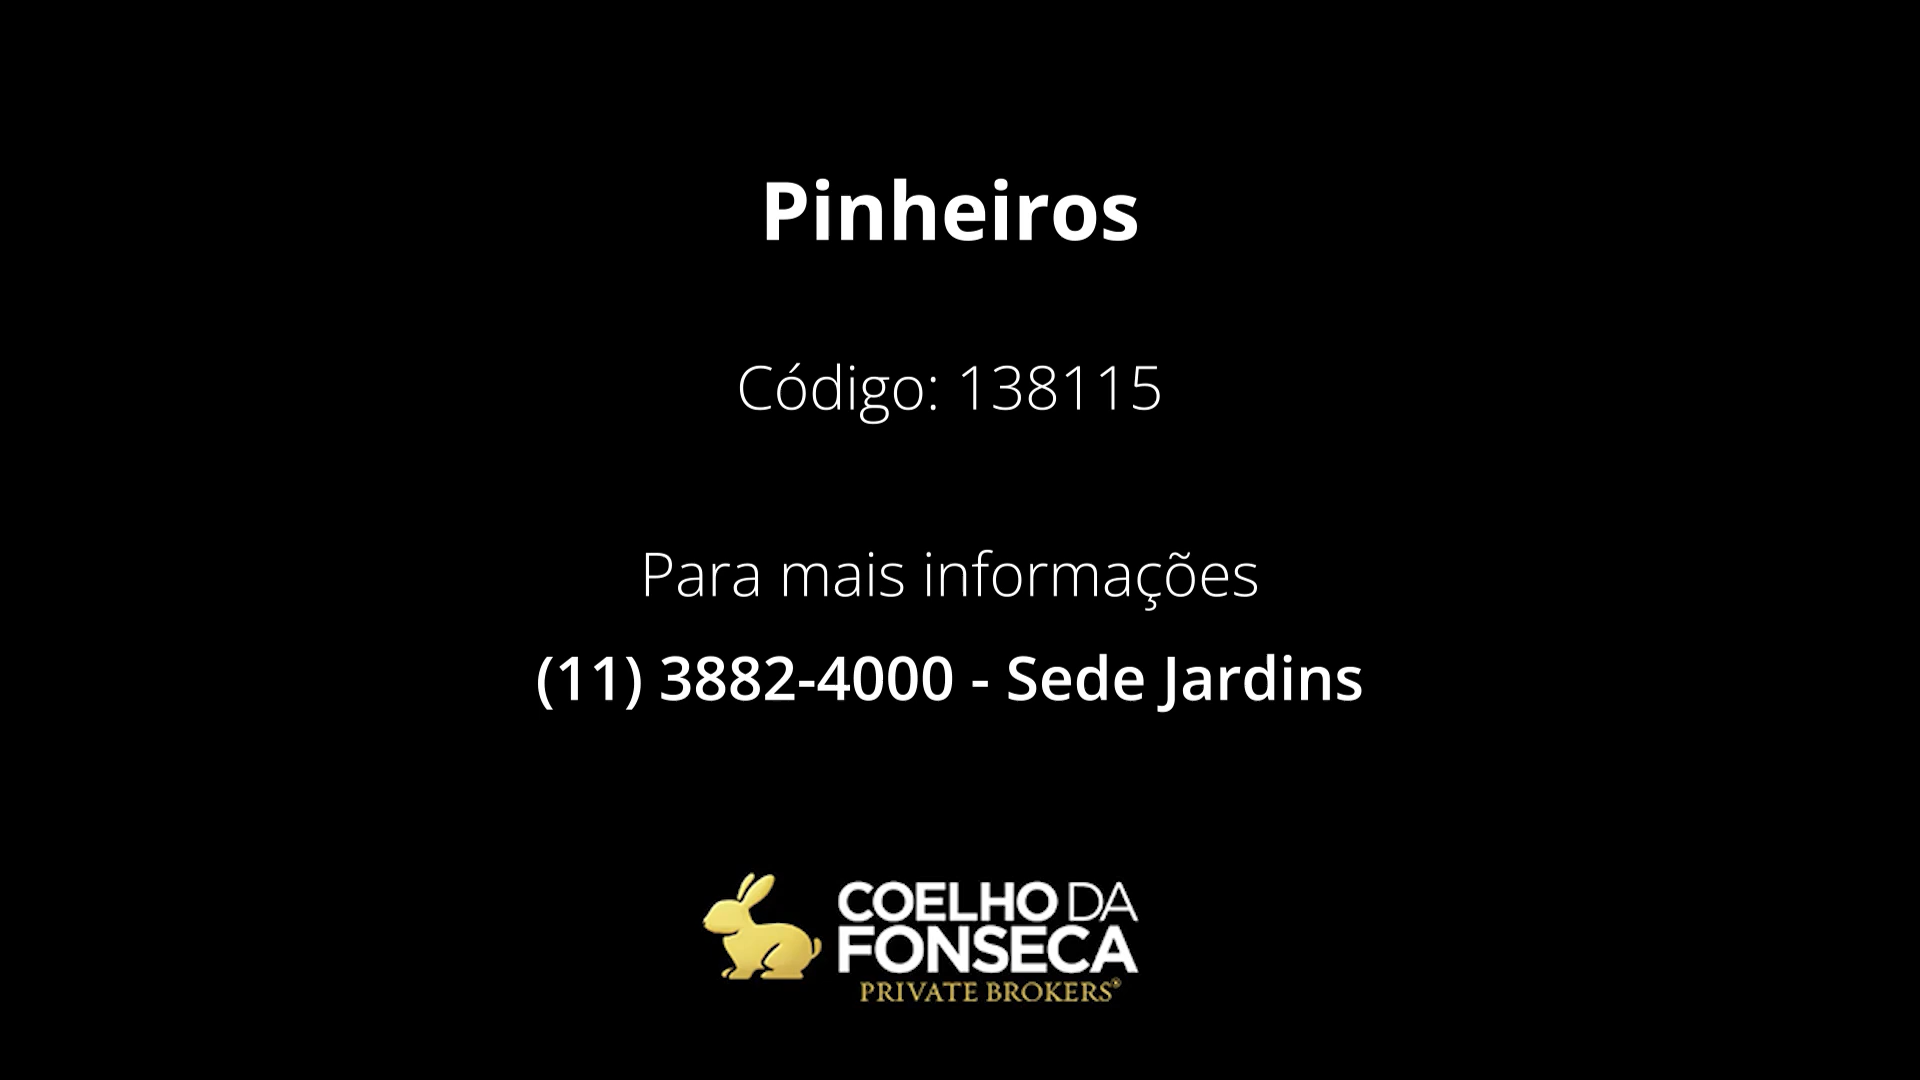 Pinheiros
Código: 138115
Para mais informações
(11) 3882-4000 - Sede Jardins
COELHO DA
FONSECA
PRIVATE BROKERS®